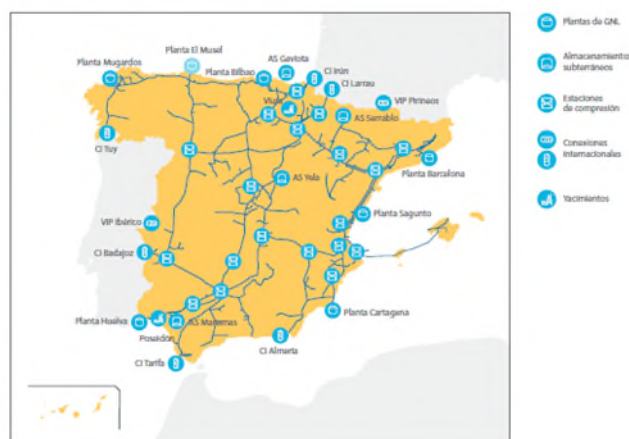 Planta El Musel
AS Gaviota
Planta Mugardos
Planta Bilbao
CI Irún
CI Larrau
Viura
VIP Pirineos
AS Serrablo
CI Tuy
Planta Barcelona
AS Yela
Planta Sagunto
VIP Ibérico
CI Badajoz
Planta Huelva
Poseidón
AS Marismas
Planta Cartagena
CI Almería
CI Tarifa
Plantas de GNL
Almacenamientos
subterráneos
Estaciones
de compresión
Conexiones
Internacionales
Yacimientos